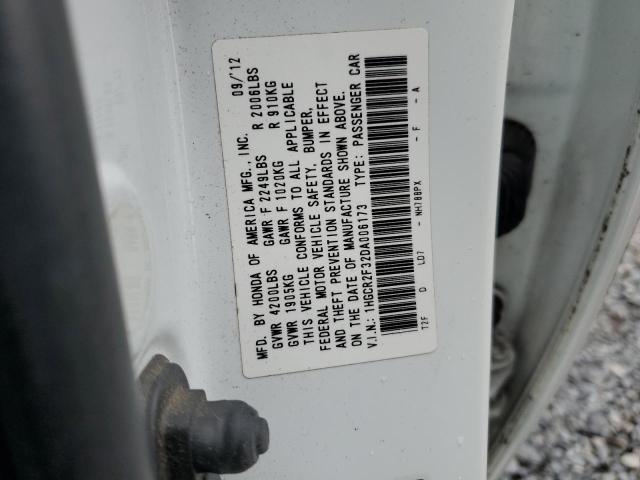 MFD. BY HONDA OF AMERICA MFG., INC. 09/'12
GVWR 4200LBS GAWR F 2249LBS R 2006LBS
GVWR 1905KG GAWR F 1020KG R 910KG
THIS VEHICLE CONFORMS TO ALL APPLICABLE
FEDERAL MOTOR VEHICLE SAFETY, BUMPER,
AND THEFT PREVENTION STANDARDS IN EFFECT
ON THE DATE OF MANUFACTURE SHOWN ABOVE.
V.I.N.: 1HGCR2F32DA006173 TYPE: PASSENGER CAR
T2F D LD7 - NH788PX - F - A